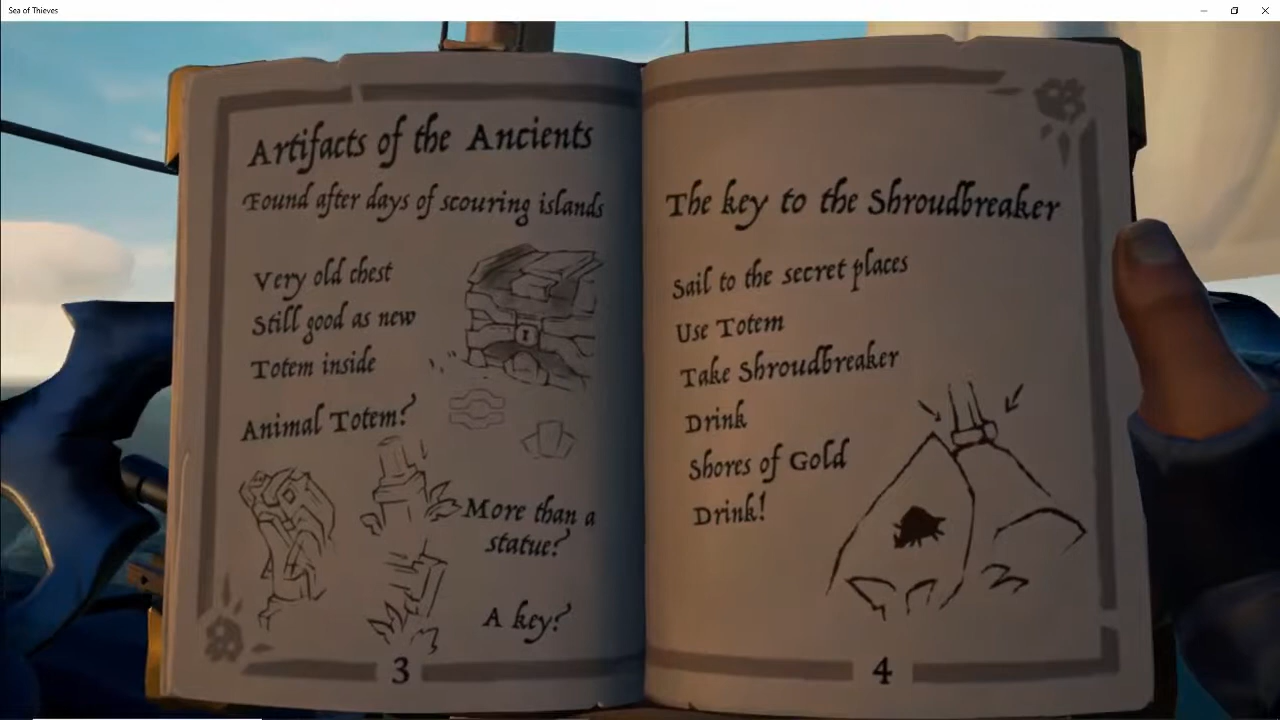 Sea of Thieves
Artifacts of the Ancients
Found after days of scouring islands
Very old chest
Still good as new
Totem inside
Animal Totem?
More than a
statue?
A key?
3
The key to the Shroudbreaker
Sail to the secret places
Use Totem
Take Shroudbreaker
Drink
Shores of Gold
Drink!
4